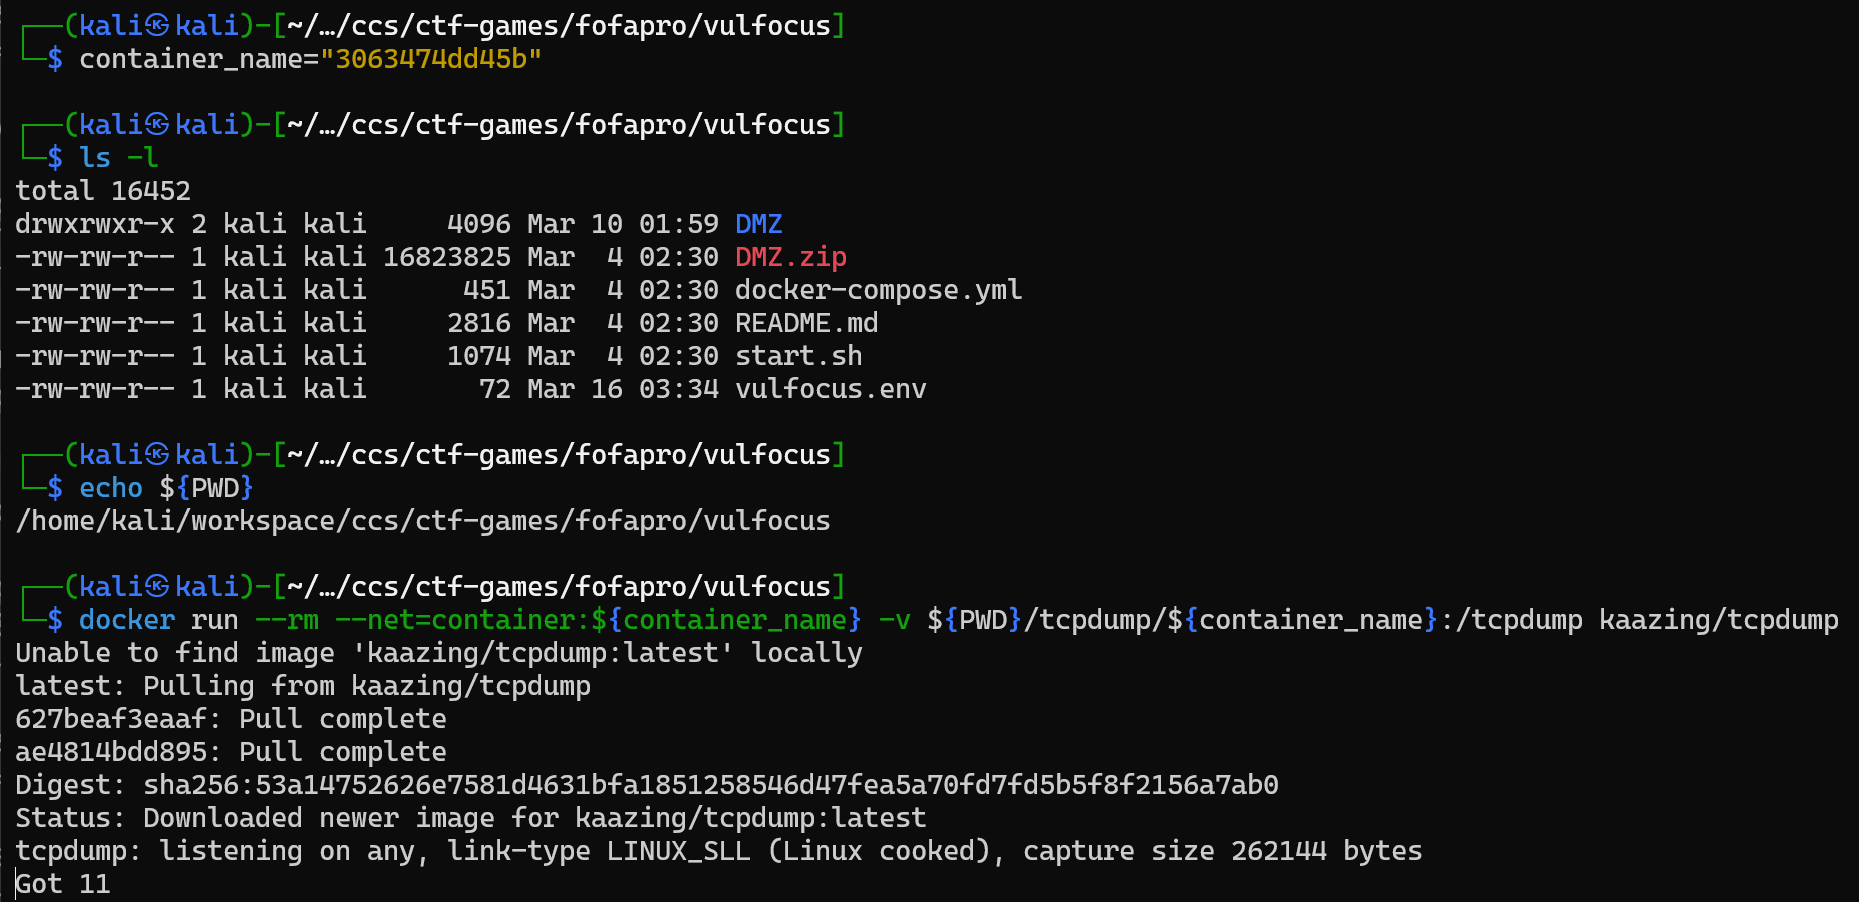 ┌──(kali㉿kali)-[~/…/ccs/ctf-games/fofapro/vulfocus]
└─$ container_name="3063474dd45b"
┌──(kali㉿kali)-[~/…/ccs/ctf-games/fofapro/vulfocus]
└─$ ls -l
total 16452
drwxrwxr-x 2 kali kali     4096 Mar 10 01:59 DMZ
-rw-rw-r-- 1 kali kali 16823825 Mar  4 02:30 DMZ.zip
-rw-rw-r-- 1 kali kali      451 Mar  4 02:30 docker-compose.yml
-rw-rw-r-- 1 kali kali     2816 Mar  4 02:30 README.md
-rw-rw-r-- 1 kali kali     1074 Mar  4 02:30 start.sh
-rw-rw-r-- 1 kali kali       72 Mar 16 03:34 vulfocus.env
┌──(kali㉿kali)-[~/…/ccs/ctf-games/fofapro/vulfocus]
└─$ echo ${PWD}
/home/kali/workspace/ccs/ctf-games/fofapro/vulfocus
┌──(kali㉿kali)-[~/…/ccs/ctf-games/fofapro/vulfocus]
└─$ docker run --rm --net=container:${container_name} -v ${PWD}/tcpdump/${container_name}:/tcpdump kaazing/tcpdump
Unable to find image 'kaazing/tcpdump:latest' locally
latest: Pulling from kaazing/tcpdump
627beaf3eaaf: Pull complete
ae4814bdd895: Pull complete
Digest: sha256:53a14752626e7581d4631bfa1851258546d47fea5a70fd7fd5b5f8f2156a7ab0
Status: Downloaded newer image for kaazing/tcpdump:latest
tcpdump: listening on any, link-type LINUX_SLL (Linux cooked), capture size 262144 bytes
Got 11